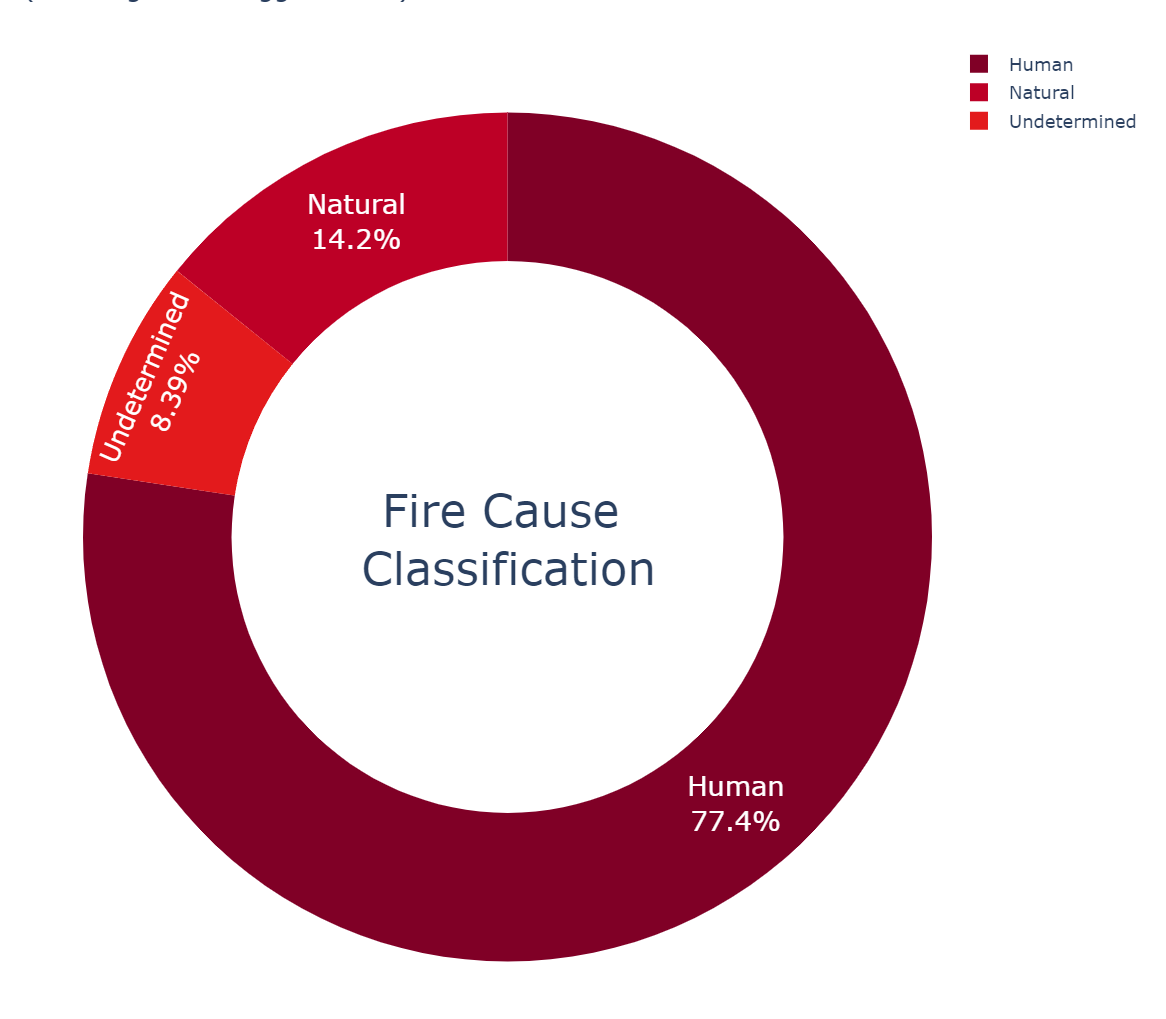 Human
Natural
Undetermined
Natural
14.2%
Undetermined
8.39%
Fire Cause
Classification
Human
77.4%